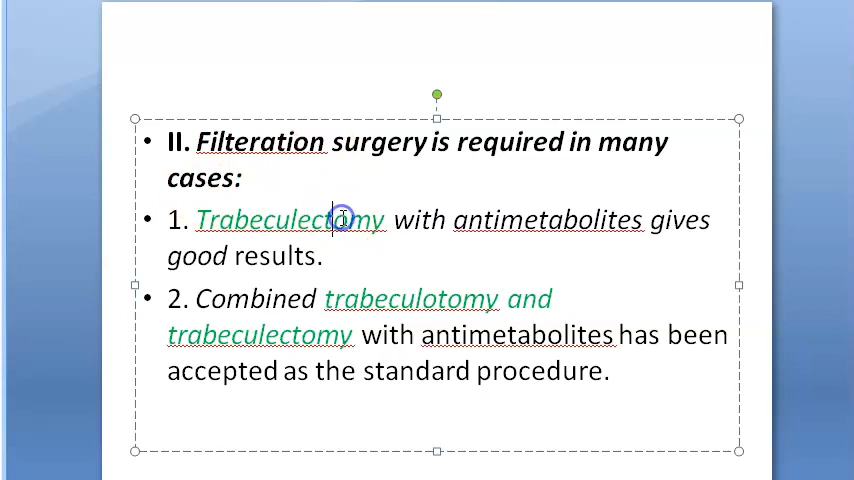 • II. Filteration surgery is required in many
cases:
• 1. Trabeculectomy with antimetabolites gives
good results.
• 2. Combined trabeculotomy and
trabeculectomy with antimetabolites has been
accepted as the standard procedure.